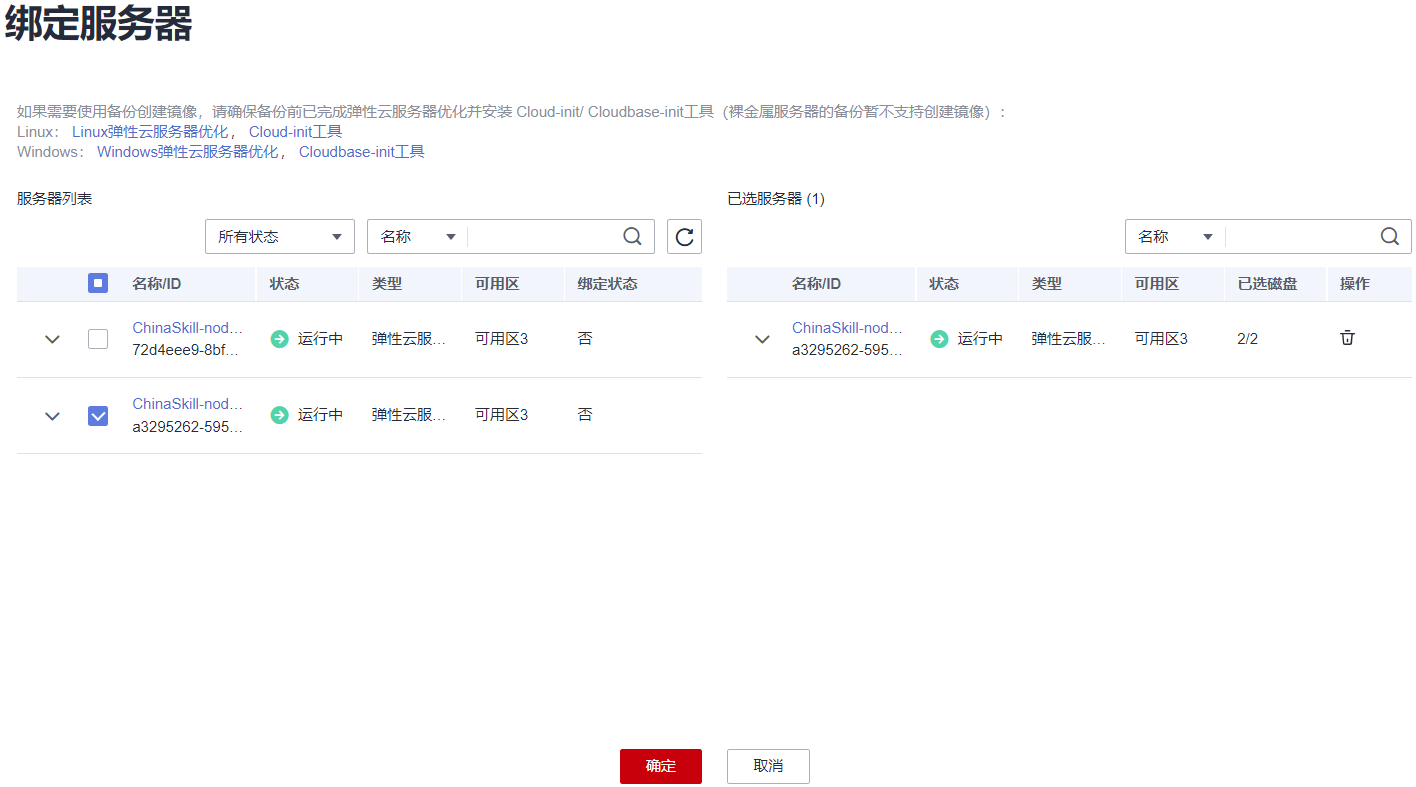 绑定服务器
如果需要使用备份创建镜像，请确保备份前已完成弹性云服务器优化并安装 Cloud-init/ Cloudbase-init工具（裸金属服务器的备份暂不支持创建镜像）：
Linux： Linux弹性云服务器优化， Cloud-init工具
Windows： Windows弹性云服务器优化， Cloudbase-init工具
服务器列表
所有状态 名称
名称/ID 状态 类型 可用区 绑定状态
ChinaSkill-nod... 运行中 弹性云服... 可用区3 否
72d4eee9-8bf...
ChinaSkill-nod... 运行中 弹性云服... 可用区3 否
a3295262-595...
已选服务器 (1)
名称
名称/ID 状态 类型 可用区 已选磁盘 操作
ChinaSkill-nod... 运行中 弹性云服... 可用区3 2/2
a3295262-595...
确定 取消